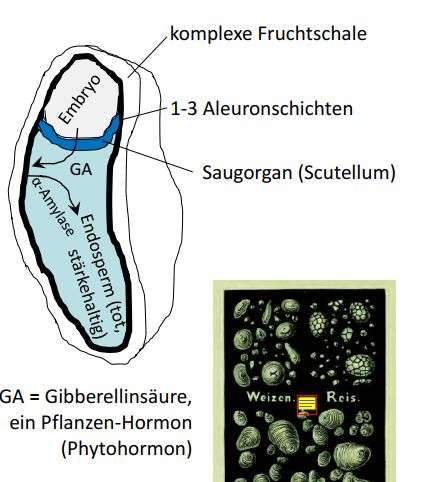 komplexe Fruchtschale
Embryo
1-3 Aleuronschichten
Saugorgan (Scutellum)
GA
α-Amylase
Endosperm (tot,
stärkehaltig)
Weizen. Reis.
GA = Gibberellinsäure,
ein Pflanzen-Hormon
(Phytohormon)